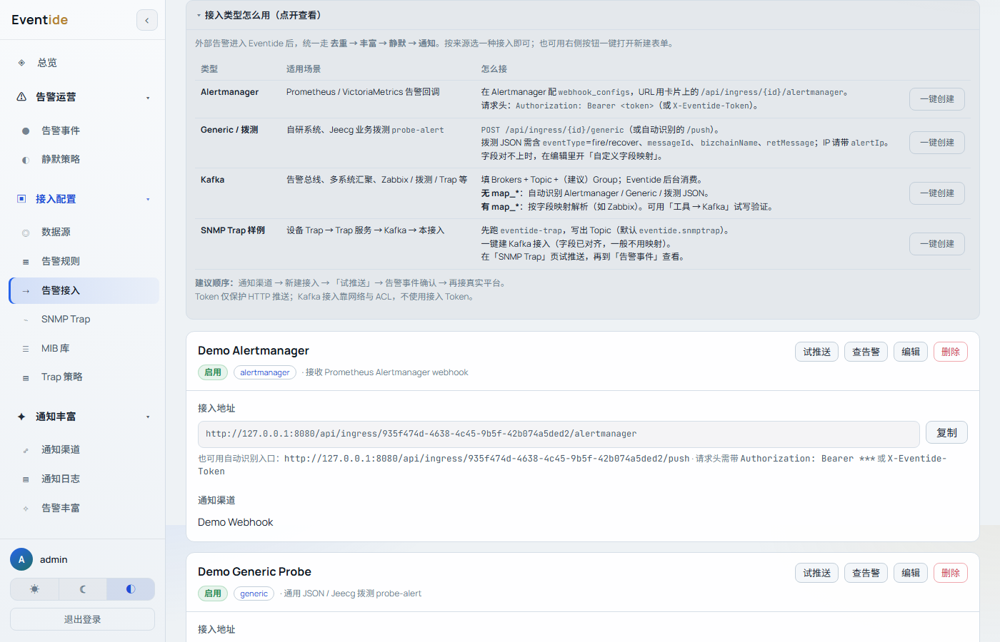 Eventide
‹
总览
告警运营
告警事件
静默策略
接入配置
数据源
告警规则
告警接入
SNMP Trap
MIB 库
Trap 策略
通知丰富
通知渠道
通知日志
告警丰富
A admin
退出登录
接入类型怎么用（点开查看）
外部告警进入 Eventide 后，统一走 去重 → 丰富 → 静默 → 通知。按来源选一种接入即可；也可用右侧按钮一键打开新建表单。
类型 适用场景 怎么接
Alertmanager Prometheus / VictoriaMetrics 告警回调 在 Alertmanager 配 webhook_configs，URL 用卡片上的 /api/ingress/{id}/alertmanager。
请求头：Authorization: Bearer <token>（或 X-Eventide-Token）。
一键创建
Generic / 拨测 自研系统、Jeecg 业务拨测 probe-alert POST /api/ingress/{id}/generic（或自动识别的 /push）。
拨测 JSON 需含 eventType=fire/recover、messageId、bizchainName、retMessage；IP 请带 alertIp。
字段对不上时，在编辑里开「自定义字段映射」。
一键创建
Kafka 告警总线、多系统汇聚、Zabbix / 拨测 / Trap 等 填 Brokers + Topic +（建议）Group；Eventide 后台消费。
无 map_*：自动识别 Alertmanager / Generic / 拨测 JSON。
有 map_*：按字段映射解析（如 Zabbix）。可用「工具 → Kafka」试写验证。
一键创建
SNMP Trap 样例 设备 Trap → Trap 服务 → Kafka → 本接入 先跑 eventide-trap，写出 Topic（默认 eventide.snmptrap）。
一键建 Kafka 接入（字段已对齐，一般不用映射）。
在「SNMP Trap」页试推送，再到「告警事件」查看。
一键创建
建议顺序：通知渠道 → 新建接入 → 「试推送」→ 告警事件确认 → 再接真实平台。
Token 仅保护 HTTP 推送；Kafka 接入靠网络与 ACL，不使用接入 Token。
Demo Alertmanager
试推送 查告警 编辑 删除
启用 alertmanager · 接收 Prometheus Alertmanager webhook
接入地址
http://127.0.0.1:8080/api/ingress/935f474d-4638-4c45-9b5f-42b074a5ded2/alertmanager
复制
也可用自动识别入口：http://127.0.0.1:8080/api/ingress/935f474d-4638-4c45-9b5f-42b074a5ded2/push · 请求头需带 Authorization: Bearer *** 或 X-Eventide-
Token
通知渠道
Demo Webhook
Demo Generic Probe
试推送 查告警 编辑 删除
启用 generic · 通用 JSON / Jeecg 拨测 probe-alert
接入地址